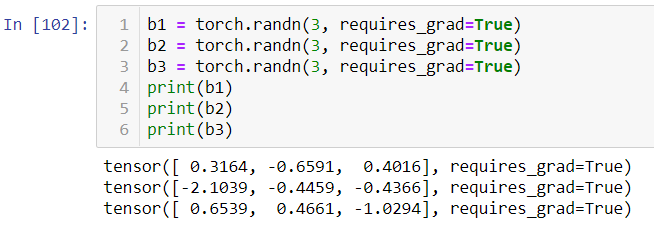 In [102]:
1 b1 = torch.randn(3, requires_grad=True)
2 b2 = torch.randn(3, requires_grad=True)
3 b3 = torch.randn(3, requires_grad=True)
4 print(b1)
5 print(b2)
6 print(b3)
tensor([ 0.3164, -0.6591,  0.4016], requires_grad=True)
tensor([-2.1039, -0.4459, -0.4366], requires_grad=True)
tensor([ 0.6539,  0.4661, -1.0294], requires_grad=True)